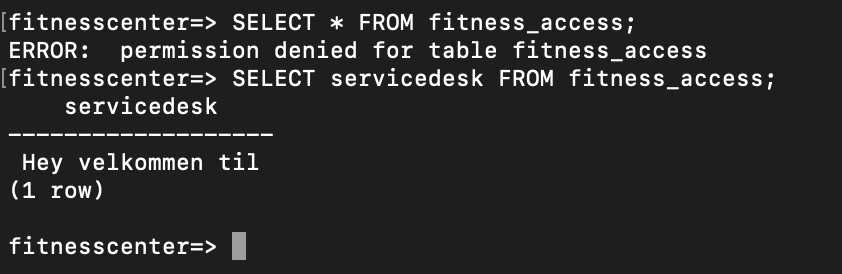 [fitnesscenter=> SELECT * FROM fitness_access;
ERROR:  permission denied for table fitness_access
[fitnesscenter=> SELECT servicedesk FROM fitness_access;
    servicedesk
-------------------
 Hey velkommen til
(1 row)
fitnesscenter=>